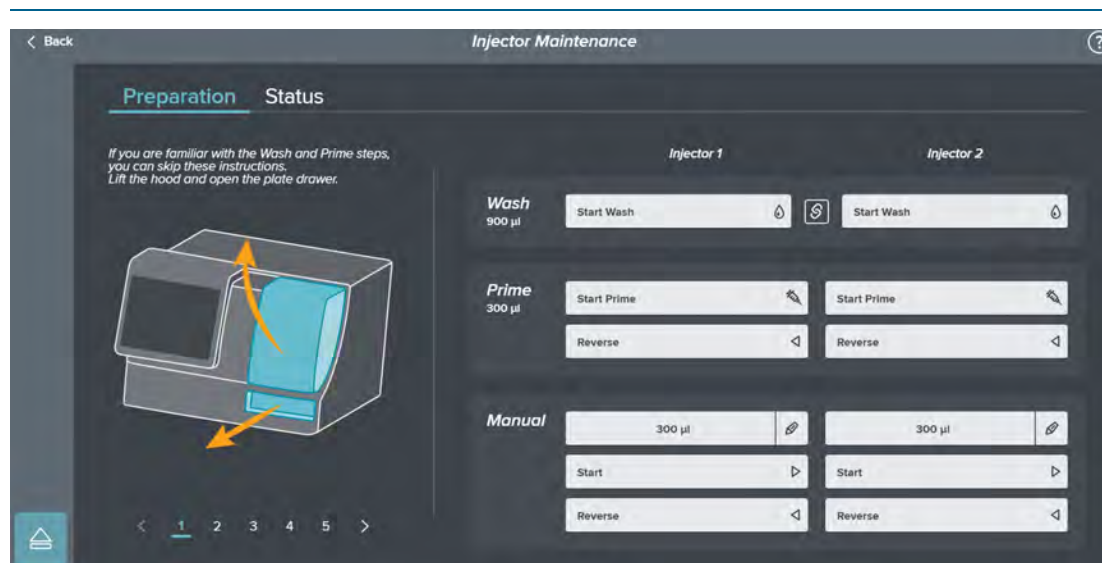 < Back
Injector Maintenance
?
Preparation Status
If you are familiar with the Wash and Prime steps,
you can skip these instructions.
Lift the hood and open the plate drawer.
Injector 1 Injector 2
Wash
900 µl
Start Wash Start Wash
Prime
300 µl
Start Prime Start Prime
Reverse Reverse
Manual
300 µl 300 µl
Start Start
Reverse Reverse
< 1 2 3 4 5 >